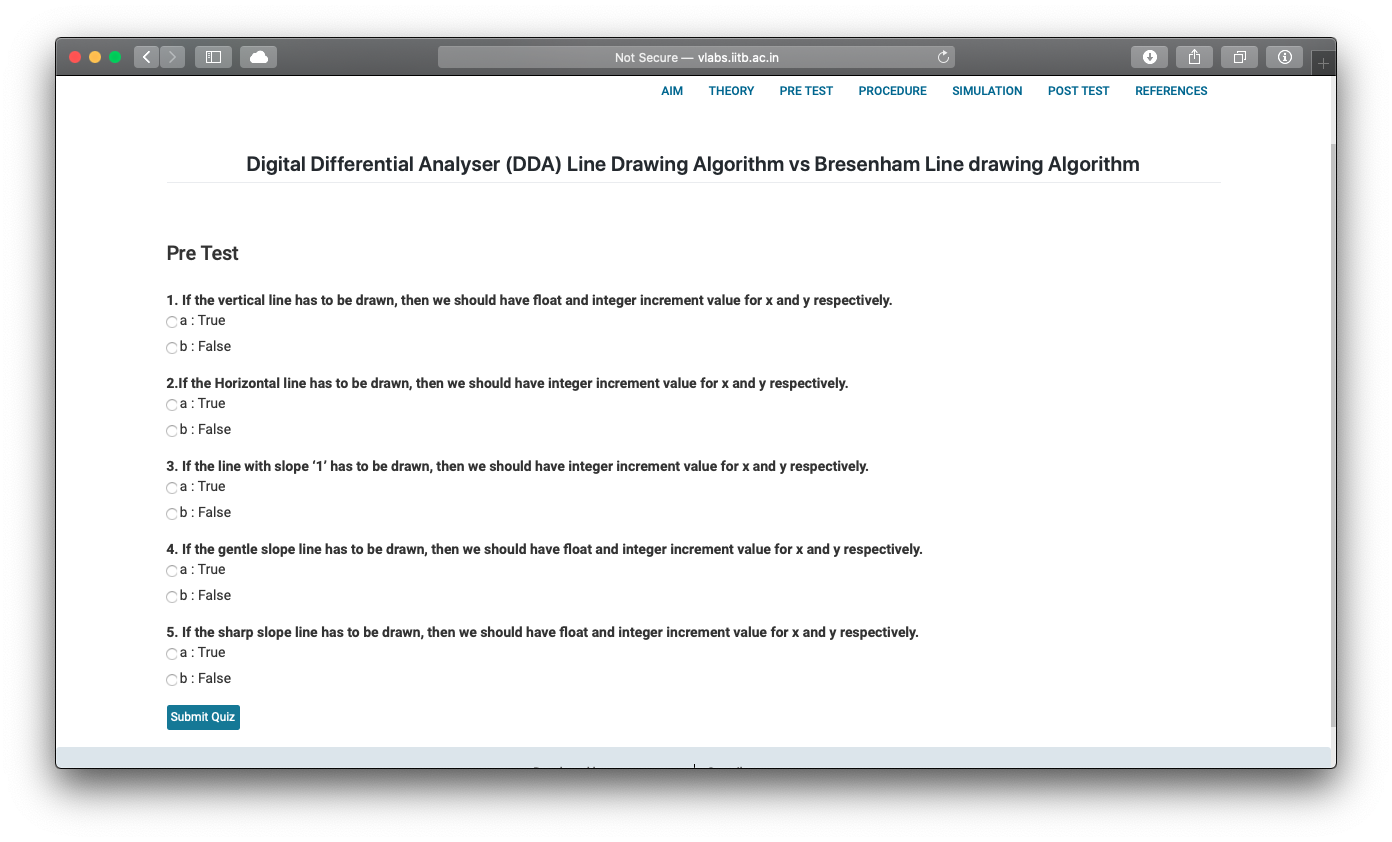 Not Secure — vlabs.iitb.ac.in
AIM THEORY PRE TEST PROCEDURE SIMULATION POST TEST REFERENCES
Digital Differential Analyser (DDA) Line Drawing Algorithm vs Bresenham Line drawing Algorithm
Pre Test
1. If the vertical line has to be drawn, then we should have float and integer increment value for x and y respectively.
a : True
b : False
2.If the Horizontal line has to be drawn, then we should have integer increment value for x and y respectively.
a : True
b : False
3. If the line with slope ‘1’ has to be drawn, then we should have integer increment value for x and y respectively.
a : True
b : False
4. If the gentle slope line has to be drawn, then we should have float and integer increment value for x and y respectively.
a : True
b : False
5. If the sharp slope line has to be drawn, then we should have float and integer increment value for x and y respectively.
a : True
b : False
Submit Quiz